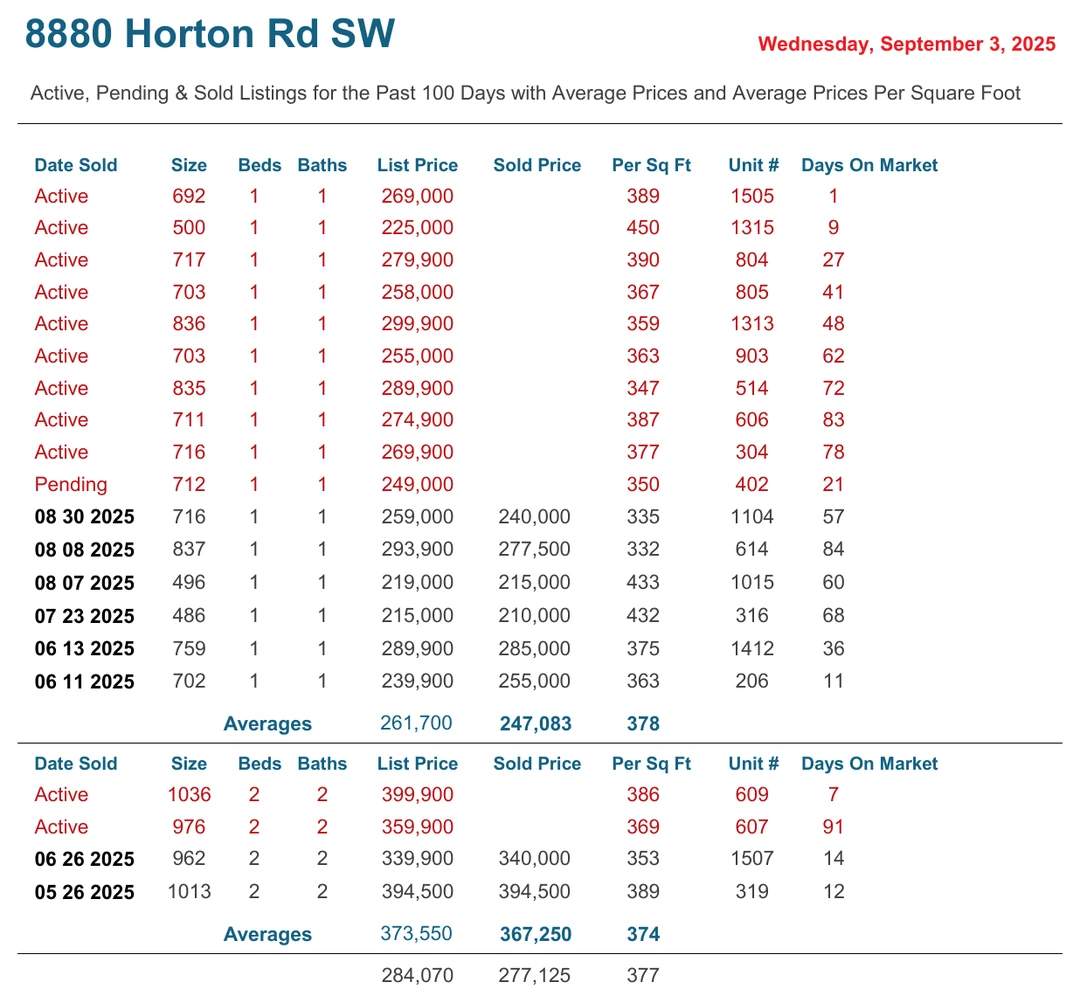 8880 Horton Rd SW
Wednesday, September 3, 2025
Active, Pending & Sold Listings for the Past 100 Days with Average Prices and Average Prices Per Square Foot
Date Sold Size Beds Baths List Price Sold Price Per Sq Ft Unit # Days On Market
Active 692 1 1 269,000 389 1505 1
Active 500 1 1 225,000 450 1315 9
Active 717 1 1 279,900 390 804 27
Active 703 1 1 258,000 367 805 41
Active 836 1 1 299,900 359 1313 48
Active 703 1 1 255,000 363 903 62
Active 835 1 1 289,900 347 514 72
Active 711 1 1 274,900 387 606 83
Active 716 1 1 269,900 377 304 78
Pending 712 1 1 249,000 350 402 21
08 30 2025 716 1 1 259,000 240,000 335 1104 57
08 08 2025 837 1 1 293,900 277,500 332 614 84
08 07 2025 496 1 1 219,000 215,000 433 1015 60
07 23 2025 486 1 1 215,000 210,000 432 316 68
06 13 2025 759 1 1 289,900 285,000 375 1412 36
06 11 2025 702 1 1 239,900 255,000 363 206 11
Averages 261,700 247,083 378
Date Sold Size Beds Baths List Price Sold Price Per Sq Ft Unit # Days On Market
Active 1036 2 2 399,900 386 609 7
Active 976 2 2 359,900 369 607 91
06 26 2025 962 2 2 339,900 340,000 353 1507 14
05 26 2025 1013 2 2 394,500 394,500 389 319 12
Averages 373,550 367,250 374
284,070 277,125 377